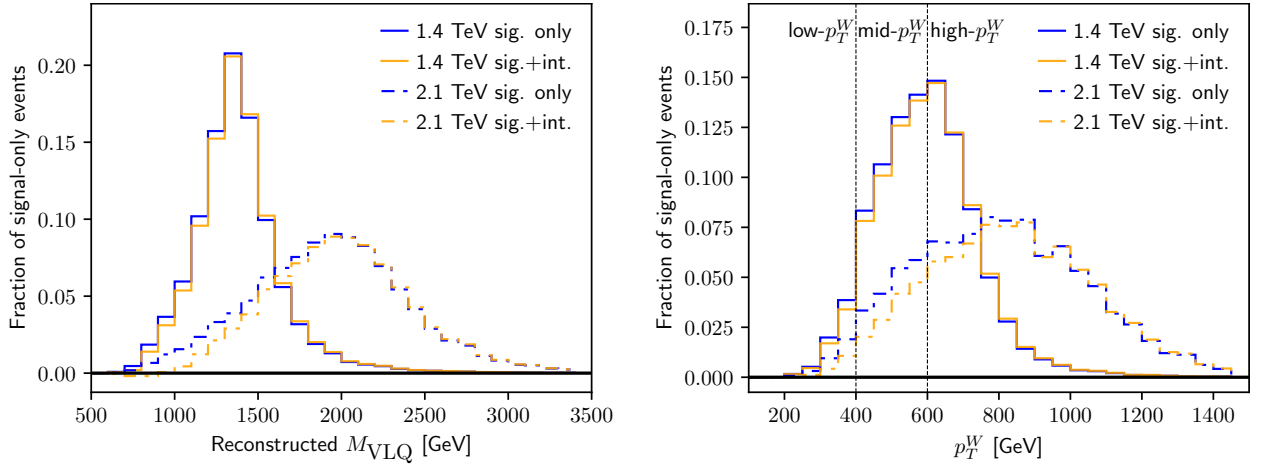 Fraction of signal-only events
0.20
0.15
0.10
0.05
0.00
1.4 TeV sig. only
1.4 TeV sig.+int.
2.1 TeV sig. only
2.1 TeV sig.+int.
500 1000 1500 2000 2500 3000 3500
Reconstructed M_VLQ [GeV]
Fraction of signal-only events
0.175
0.150
0.125
0.100
0.075
0.050
0.025
0.000
low-p_T^W mid-p_T^W high-p_T^W
1.4 TeV sig. only
1.4 TeV sig.+int.
2.1 TeV sig. only
2.1 TeV sig.+int.
200 400 600 800 1000 1200 1400
p_T^W [GeV]